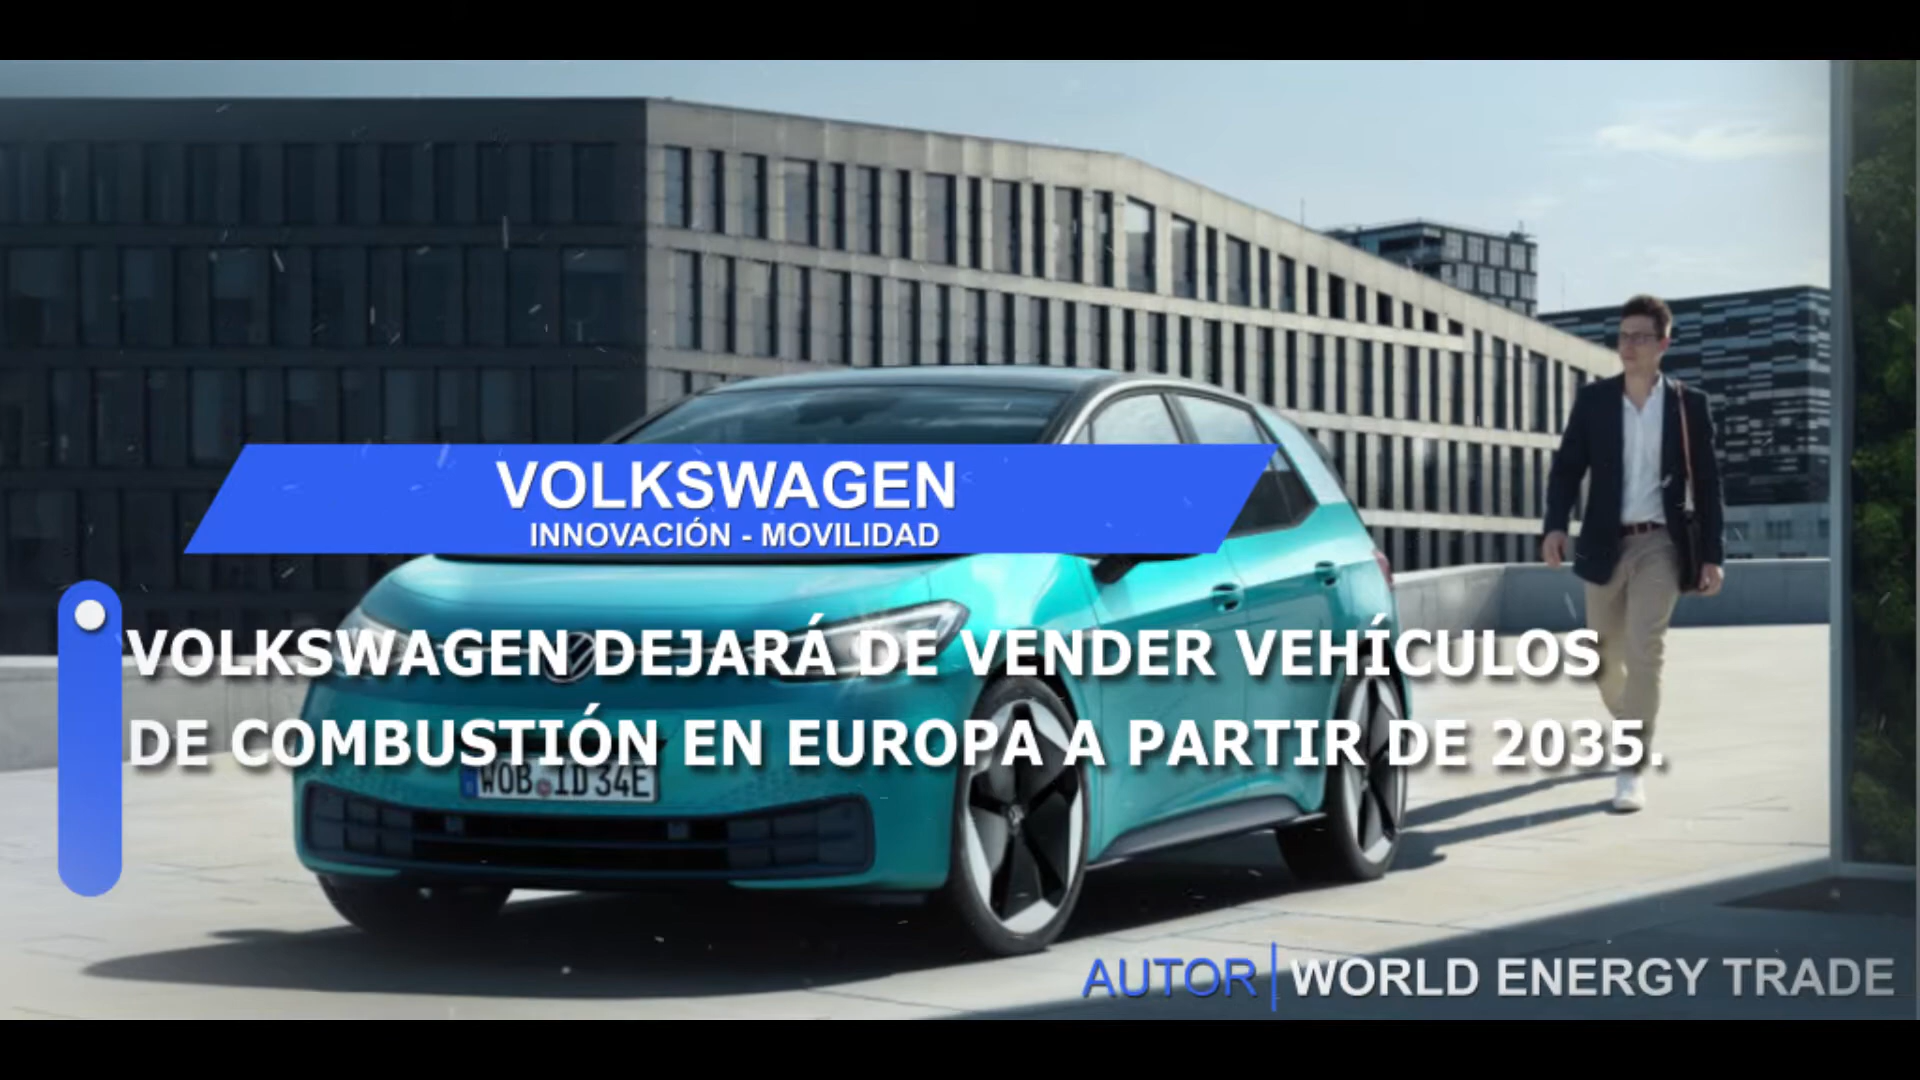 VOLKSWAGEN
INNOVACIÓN - MOVILIDAD
VOLKSWAGEN DEJARÁ DE VENDER VEHÍCULOS
DE COMBUSTIÓN EN EUROPA A PARTIR DE 2035.
WOB ID 34E
AUTOR WORLD ENERGY TRADE